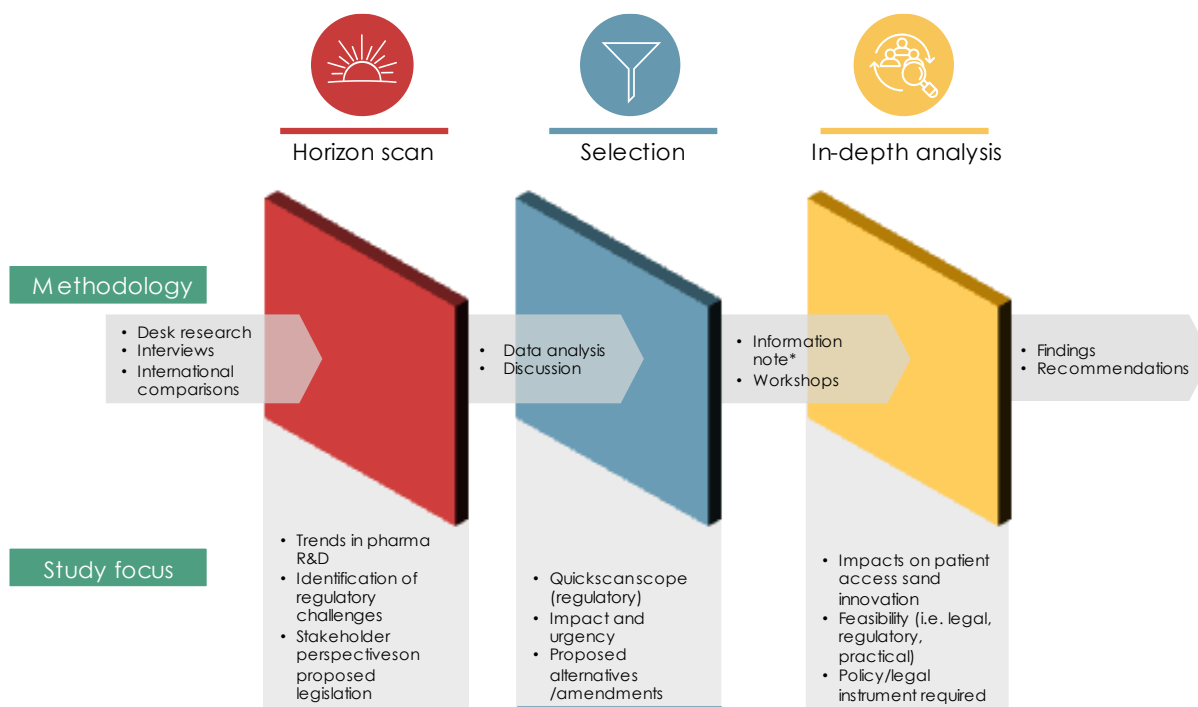 Horizon scan
Selection
In-depth analysis
Methodology
• Desk research
• Interviews
• International
comparisons
• Data analysis
• Discussion
• Information
note*
• Workshops
• Findings
• Recommendations
Study focus
• Trends in pharma
R&D
• Identification of
regulatory
challenges
• Stakeholder
perspectiveson
proposed
legislation
• Quickscan scope
(regulatory)
• Impact and
urgency
• Proposed
alternatives
/amendments
• Impacts on patient
access sand
innovation
• Feasibility (i.e. legal,
regulatory,
practical)
• Policy/legal
instrument required